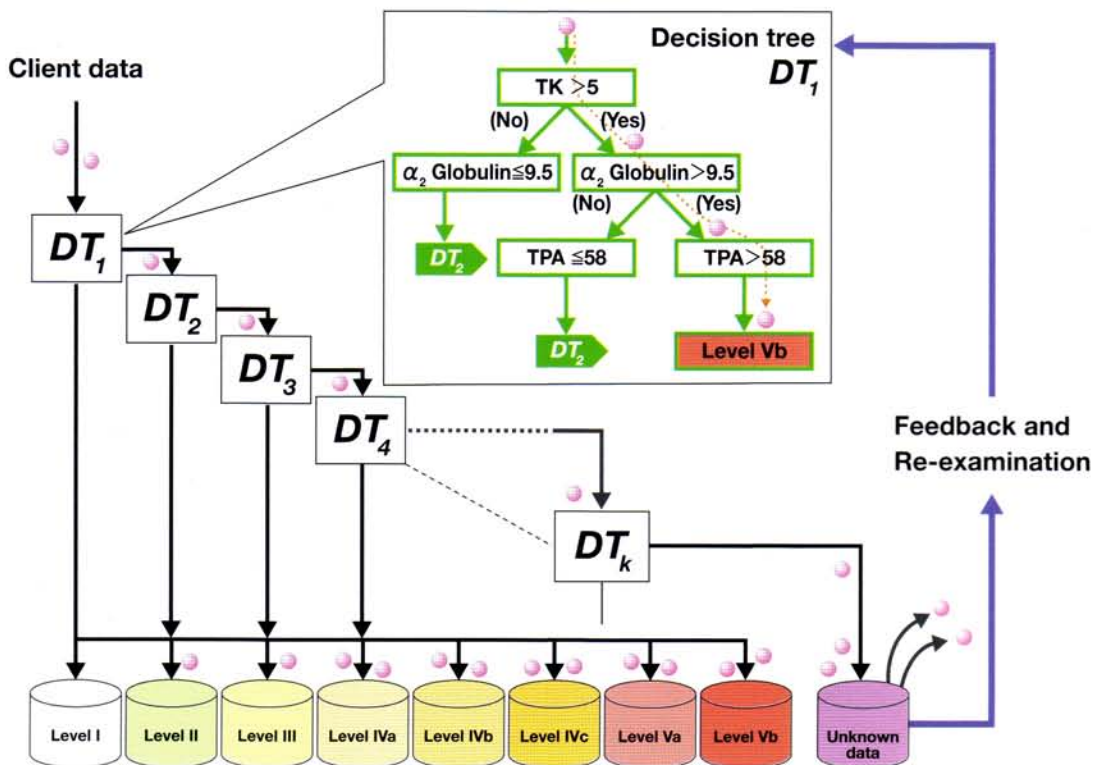 Client data
Decision tree
DT₁
TK >5
(No)
(Yes)
α₂ Globulin≦9.5
α₂ Globulin>9.5
(No)
(Yes)
DT₂
TPA ≦58
TPA>58
DT₂
Level Vb
DT₁
DT₂
DT₃
DT₄
DTₖ
Feedback and
Re-examination
Level I
Level II
Level III
Level IVa
Level IVb
Level IVc
Level Va
Level Vb
Unknown
data